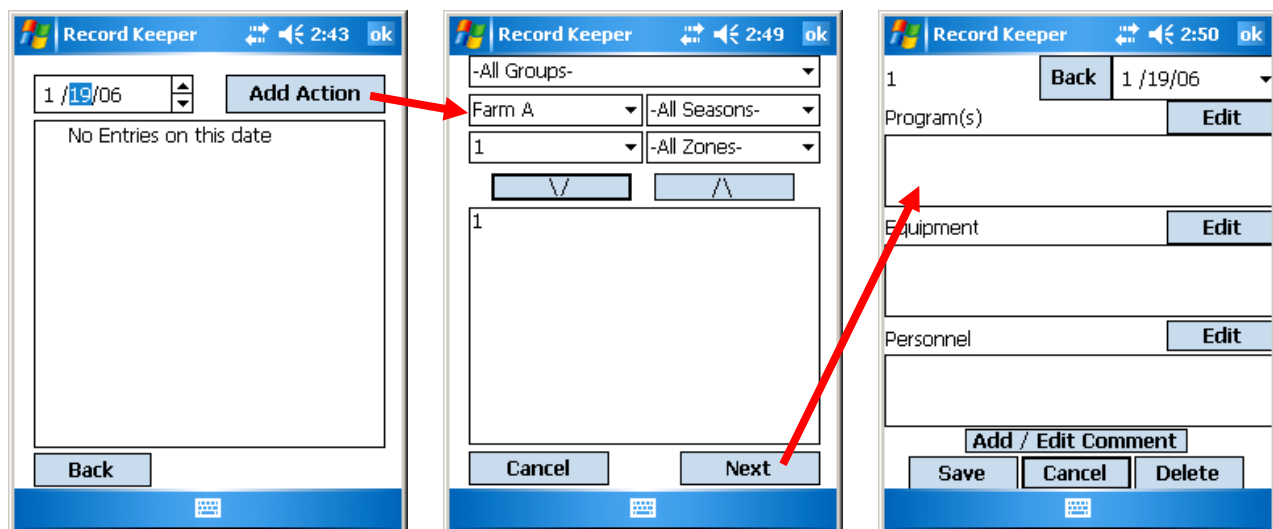 Record Keeper 2:43 ok
1 /19/06 Add Action
No Entries on this date
Back
Record Keeper 2:49 ok
-All Groups-
Farm A -All Seasons-
1 -All Zones-
\/ /\
1
Cancel Next
Record Keeper 2:50 ok
1 Back 1 /19/06
Program(s) Edit
Equipment Edit
Personnel Edit
Add / Edit Comment
Save Cancel Delete